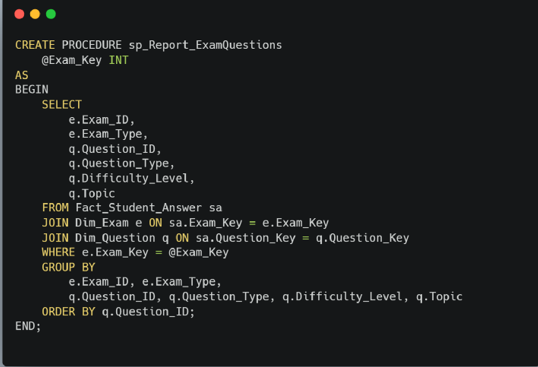 CREATE PROCEDURE sp_Report_ExamQuestions
    @Exam_Key INT
AS
BEGIN
    SELECT
        e.Exam_ID,
        e.Exam_Type,
        q.Question_ID,
        q.Question_Type,
        q.Difficulty_Level,
        q.Topic
    FROM Fact_Student_Answer sa
    JOIN Dim_Exam e ON sa.Exam_Key = e.Exam_Key
    JOIN Dim_Question q ON sa.Question_Key = q.Question_Key
    WHERE e.Exam_Key = @Exam_Key
    GROUP BY
        e.Exam_ID, e.Exam_Type,
        q.Question_ID, q.Question_Type, q.Difficulty_Level, q.Topic
    ORDER BY q.Question_ID;
END;